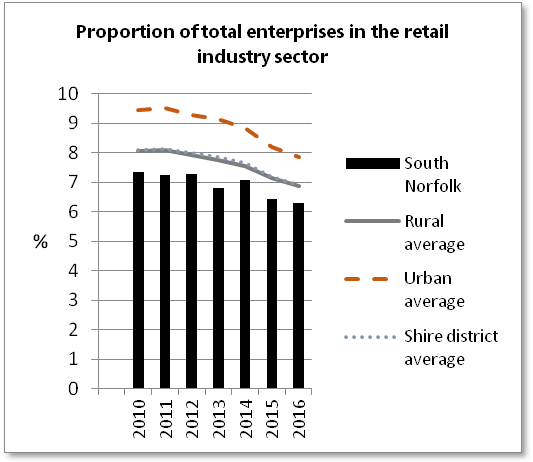 Proportion of total enterprises in the retail
industry sector
10
9
8
7
6
5
4
3
2
1
0
%
2010
2011
2012
2013
2014
2015
2016
South
Norfolk
Rural
average
Urban
average
Shire district
average